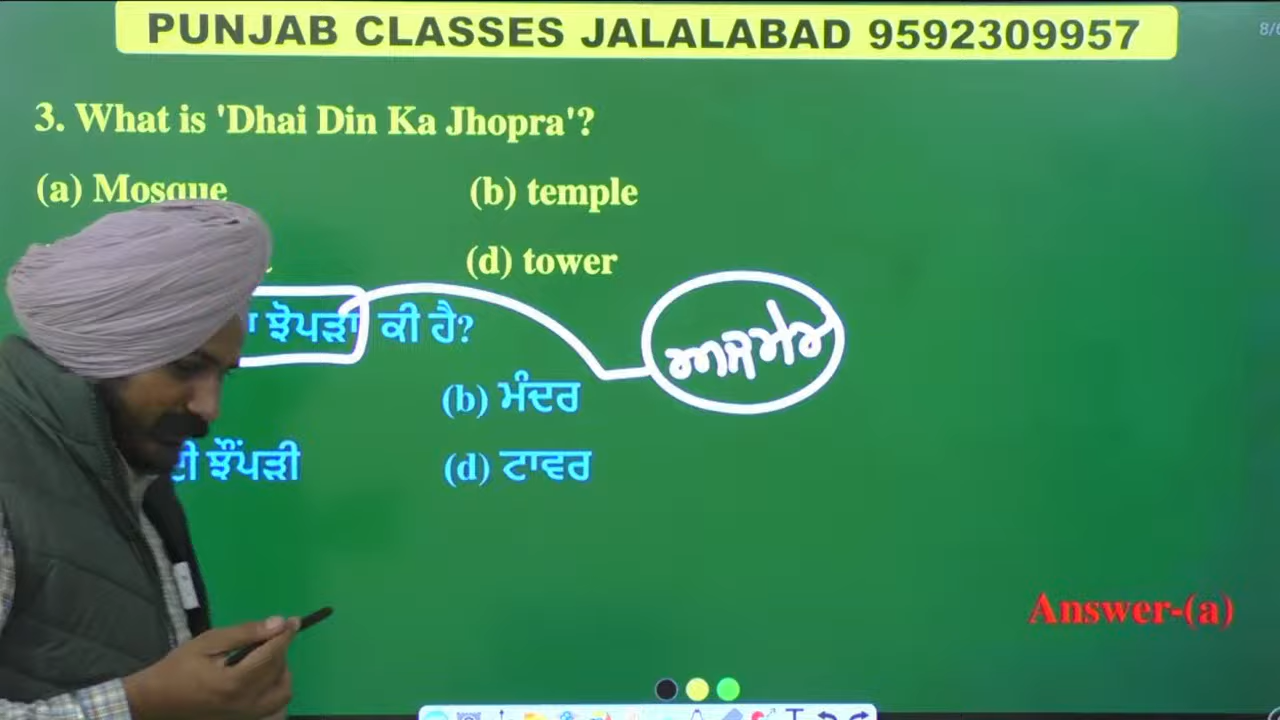 PUNJAB CLASSES JALALABAD 9592309957
3. What is 'Dhai Din Ka Jhopra'?
(a) Mosque
(b) temple
(d) tower
ਝੋਪੜਾ ਕੀ ਹੈ?
ਅਜਮੇਰ
(b) ਮੰਦਰ
ਝੌਂਪੜੀ
(d) ਟਾਵਰ
Answer-(a)